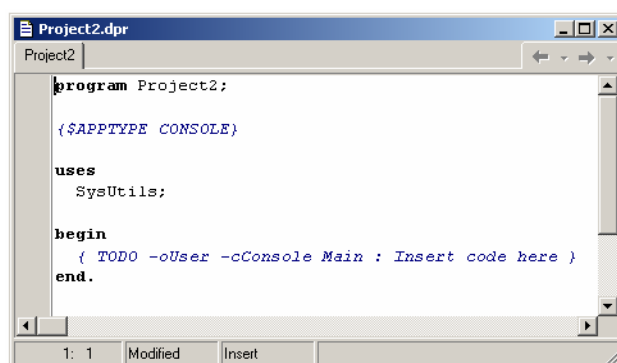 Project2.dpr
Project2
program Project2;
{$APPTYPE CONSOLE}
uses
SysUtils;
begin
{ TODO -oUser -cConsole Main : Insert code here }
end.
1: 1 Modified Insert